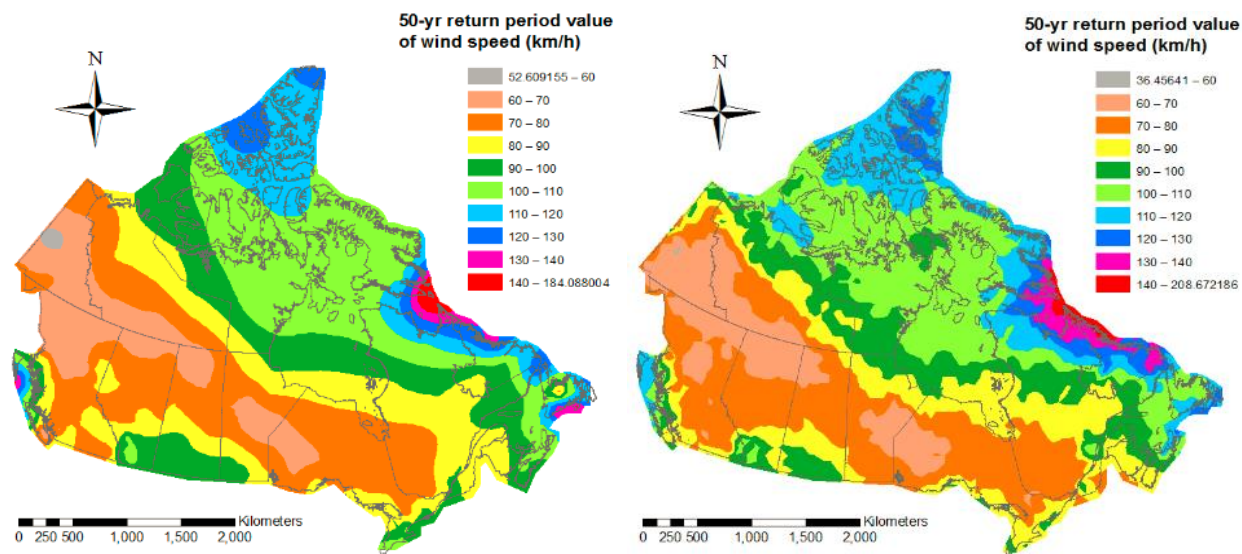 50-yr return period value
of wind speed (km/h)
N
52.609155 – 60
60 – 70
70 – 80
80 – 90
90 – 100
100 – 110
110 – 120
120 – 130
130 – 140
140 – 184.088004
Kilometers
0 250 500 1,000 1,500 2,000
50-yr return period value
of wind speed (km/h)
N
36.45641 – 60
60 – 70
70 – 80
80 – 90
90 – 100
100 – 110
110 – 120
120 – 130
130 – 140
140 – 208.672186
Kilometers
0 250 500 1,000 1,500 2,000